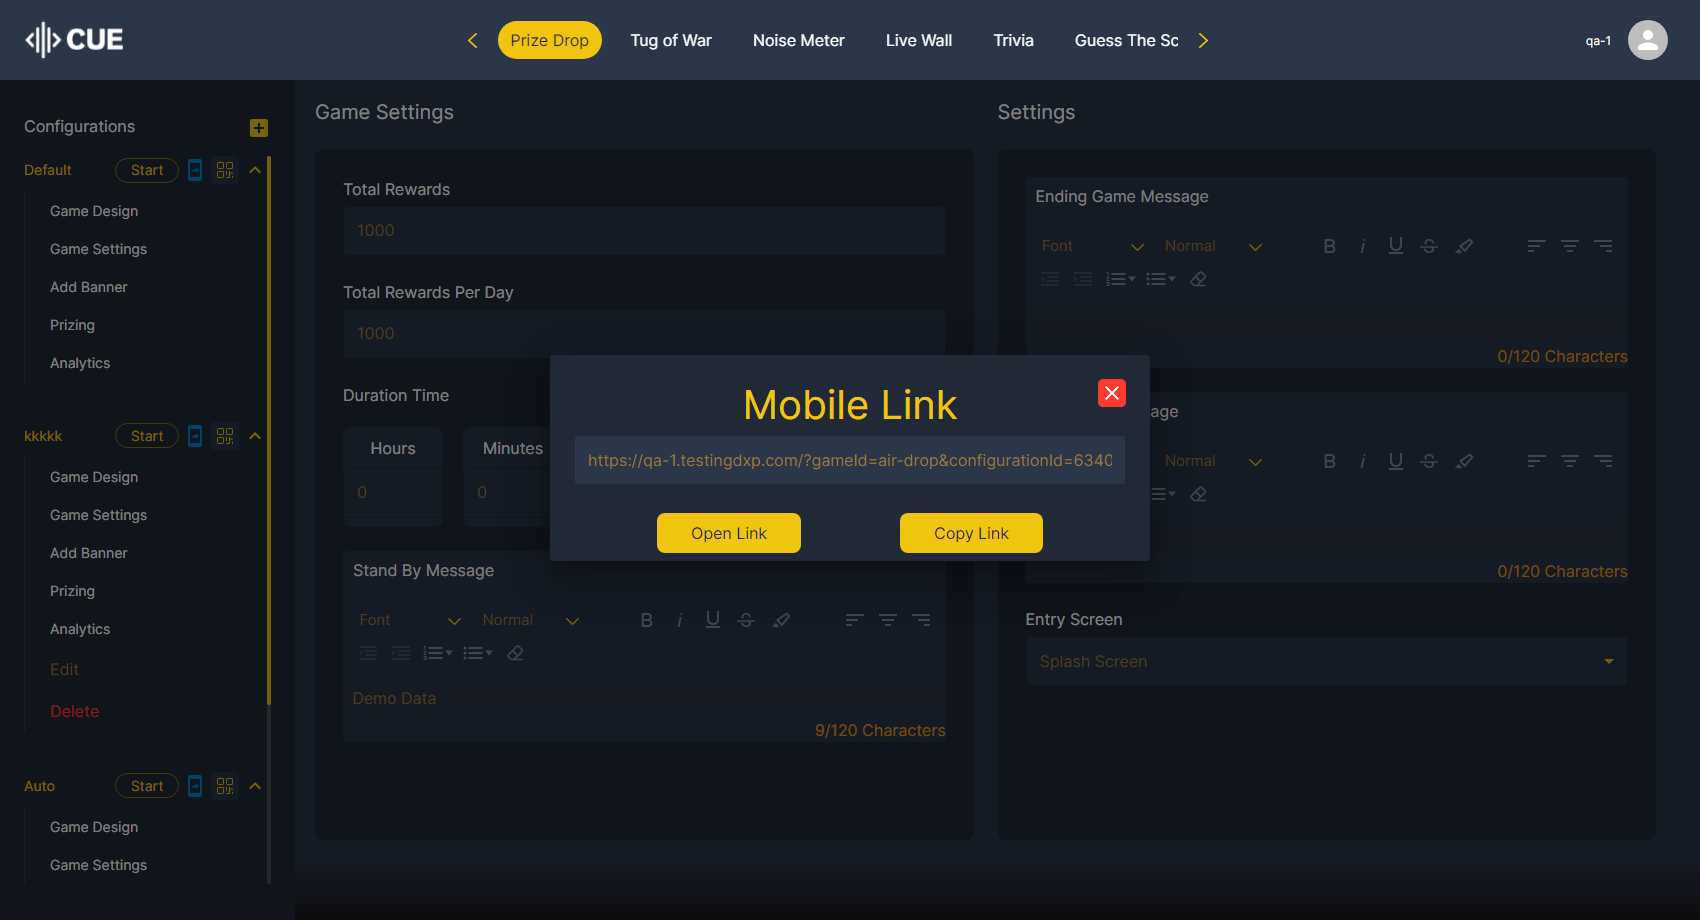 CUE
Prize Drop
Tug of War
Noise Meter
Live Wall
Trivia
Guess The Sc
qa-1
Configurations
Default
Start
Game Design
Game Settings
Add Banner
Prizing
Analytics
kkkkk
Start
Game Design
Game Settings
Add Banner
Prizing
Analytics
Edit
Delete
Auto
Start
Game Design
Game Settings
Game Settings
Total Rewards
1000
Total Rewards Per Day
1000
Duration Time
Hours
Minutes
0
0
Stand By Message
Font
Normal
Demo Data
9/120 Characters
Settings
Ending Game Message
Font
Normal
0/120 Characters
age
Normal
0/120 Characters
Entry Screen
Splash Screen
Mobile Link
https://qa-1.testingdxp.com/?gameId=air-drop&configurationId=6340
Open Link
Copy Link